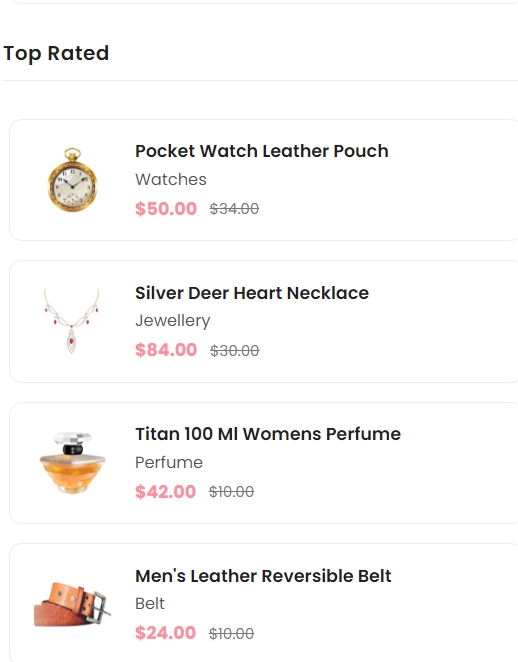 Top Rated
Pocket Watch Leather Pouch
Watches
$50.00 $34.00
Silver Deer Heart Necklace
Jewellery
$84.00 $30.00
Titan 100 Ml Womens Perfume
Perfume
$42.00 $10.00
Men's Leather Reversible Belt
Belt
$24.00 $10.00